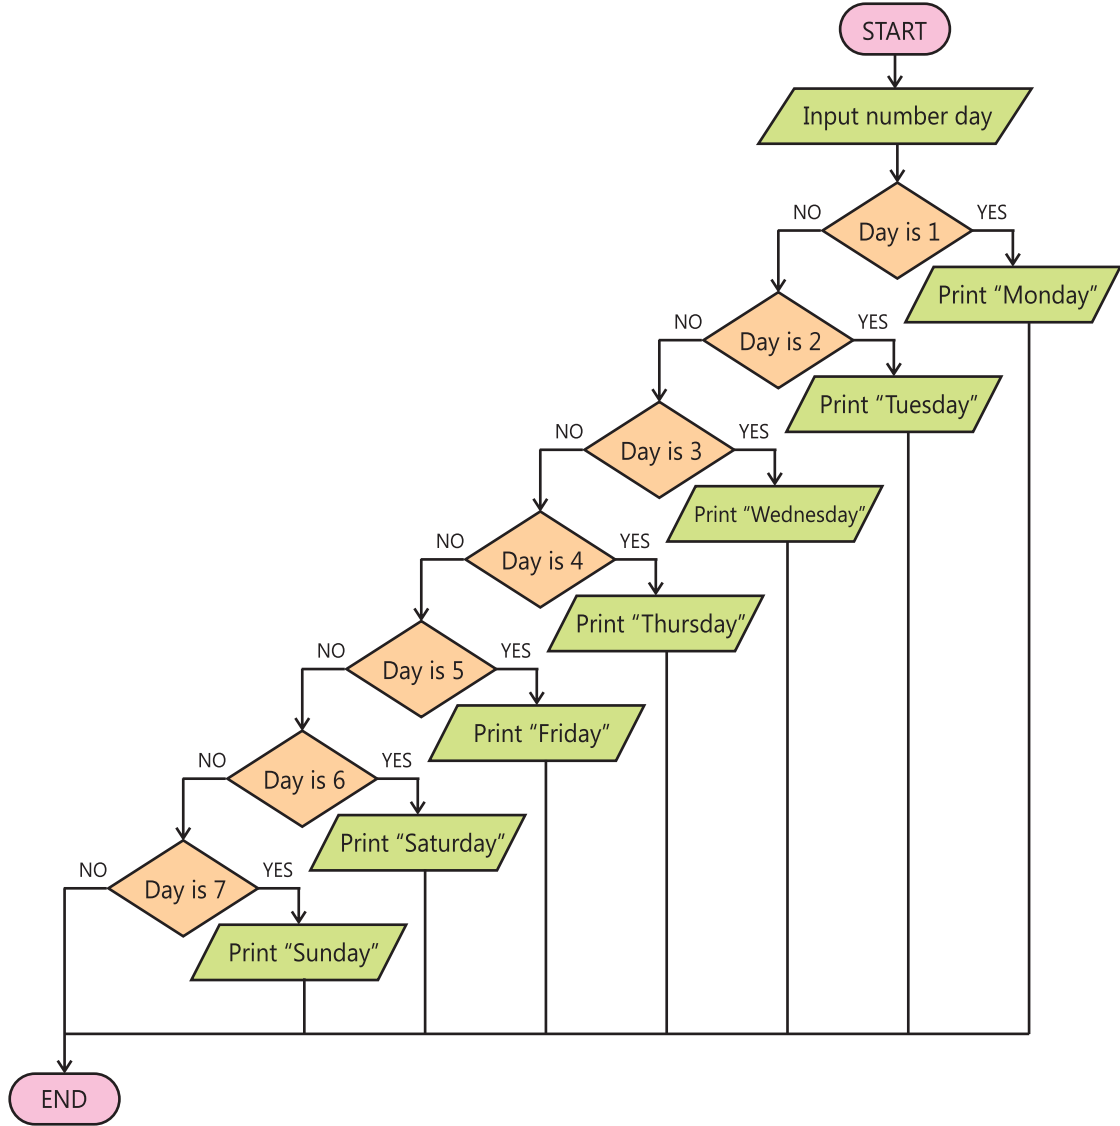 START
Input number day
NO
YES
Day is 1
Print “Monday”
NO
YES
Day is 2
Print “Tuesday”
NO
YES
Day is 3
Print “Wednesday”
NO
YES
Day is 4
Print “Thursday”
NO
YES
Day is 5
Print “Friday”
NO
YES
Day is 6
Print “Saturday”
NO
YES
Day is 7
Print “Sunday”
END